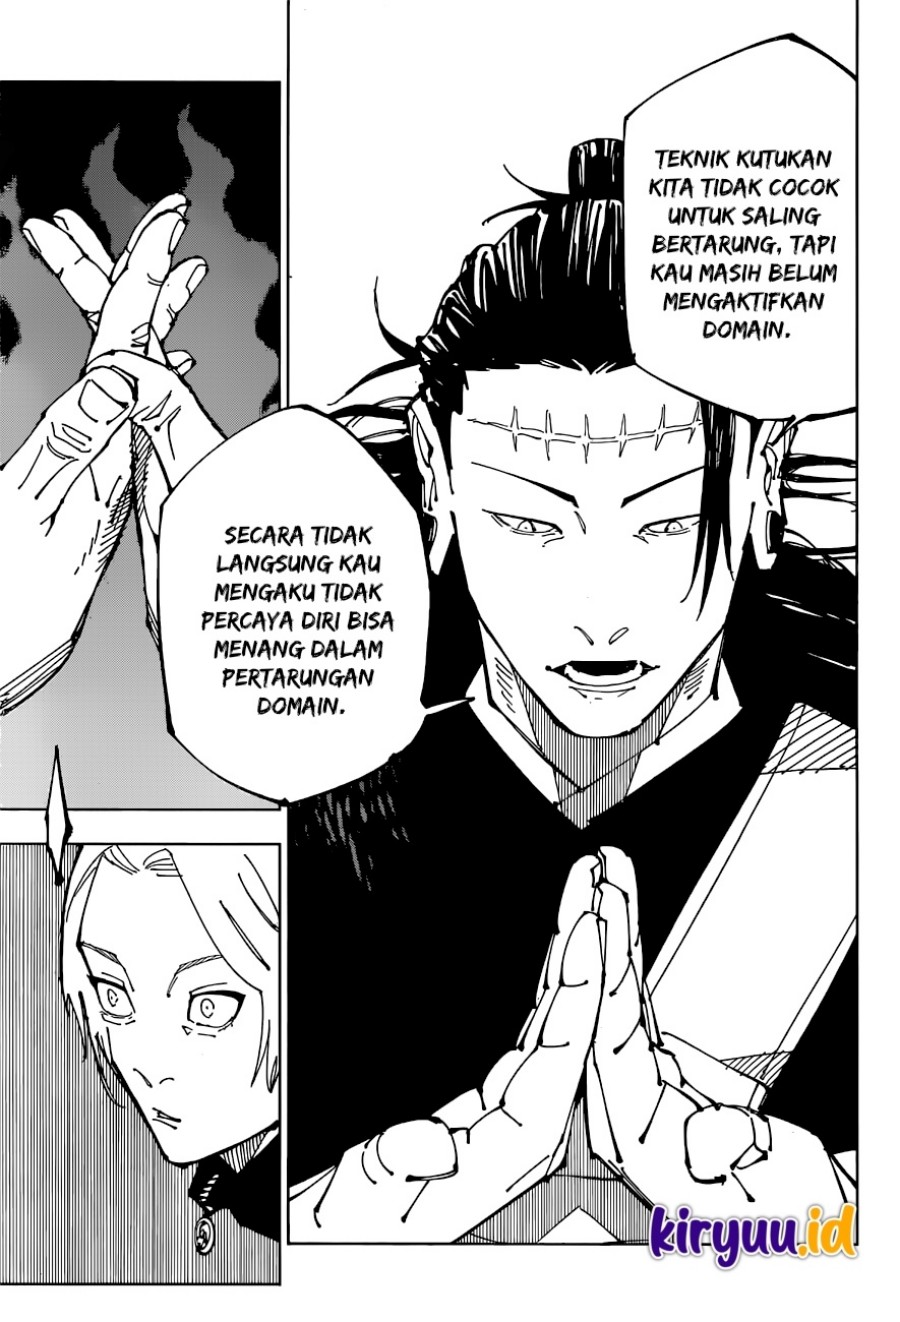 TEKNIK KUTUKAN
KITA TIDAK COCOK
UNTUK SALING
BERTARUNG, TAPI
KAU MASIH BELUM
MENGAKTIFKAN
DOMAIN.
SECARA TIDAK
LANGSUNG KAU
MENGAKU TIDAK
PERCAYA DIRI BISA
MENANG DALAM
PERTARUNGAN
DOMAIN.
kiryuu.id